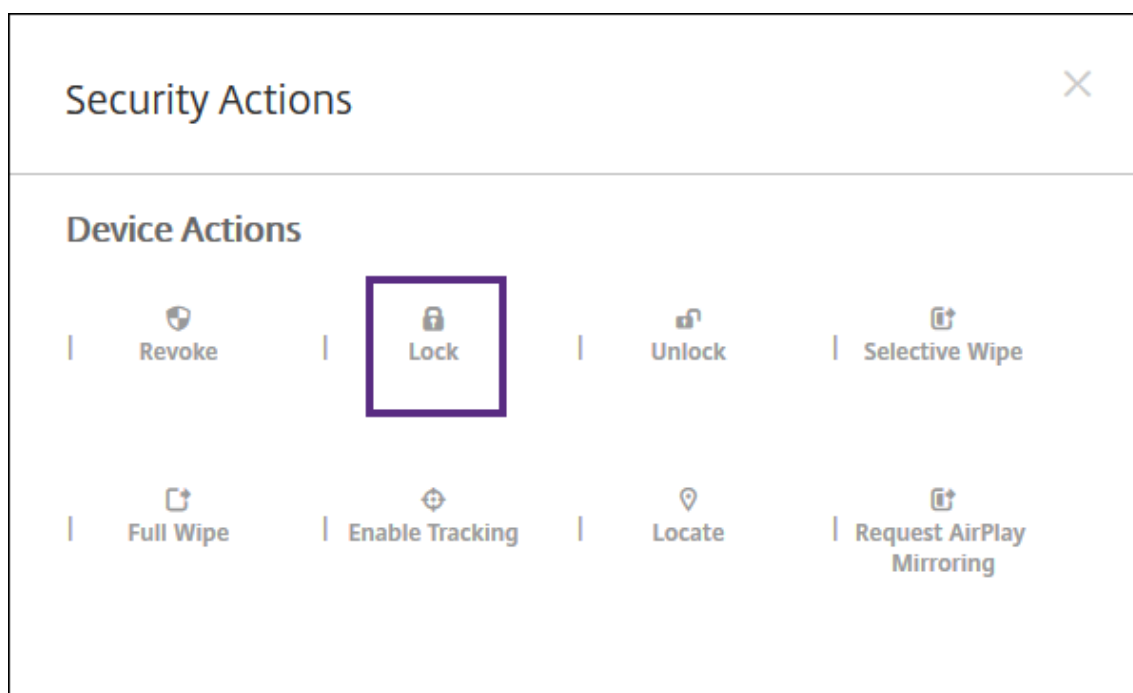 Security Actions
Device Actions
Revoke
Lock
Unlock
Selective Wipe
Full Wipe
Enable Tracking
Locate
Request AirPlay
Mirroring